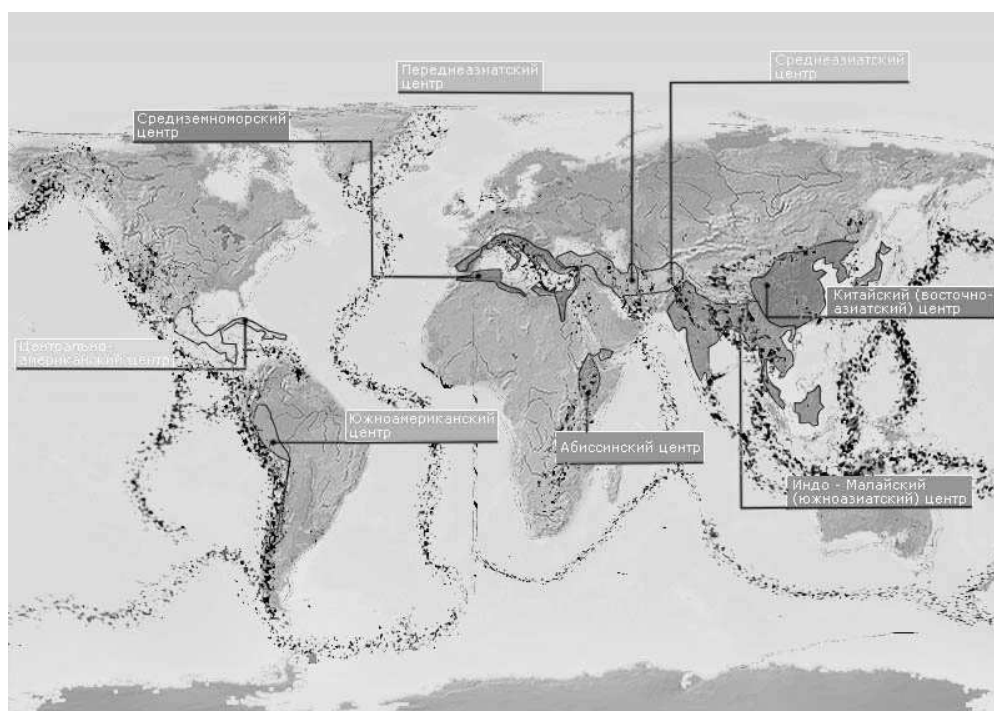 Переднеазиатский
центр
Среднеазиатский
центр
Средиземноморский
центр
Китайский (восточно-
азиатский) центр
Центрально-
американский центр
Южноамериканский
центр
Абиссинский центр
Индо - Малайский
(южноазиатский) центр